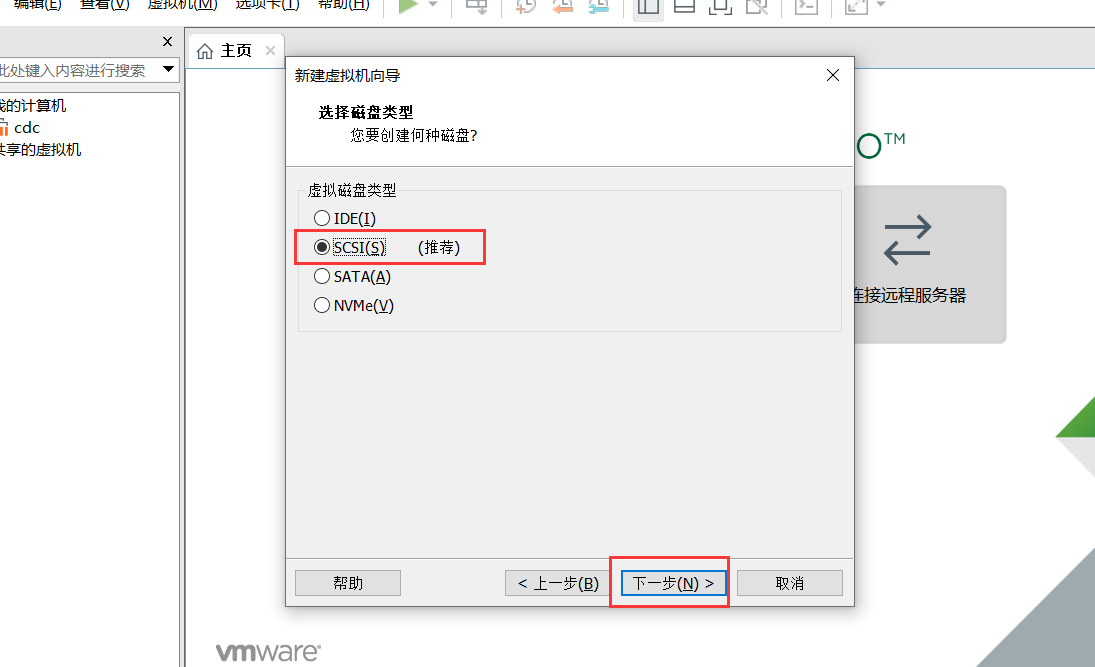 编辑(E) 查看(V) 虚拟机(M) 选项卡(T) 帮助(H)
此处键入内容进行搜索
主页
我的计算机
cdc
共享的虚拟机
新建虚拟机向导
选择磁盘类型
您要创建何种磁盘?
虚拟磁盘类型
IDE(I)
SCSI(S) (推荐)
SATA(A)
NVMe(V)
帮助
< 上一步(B)
下一步(N) >
取消
O™
连接远程服务器
vmware®